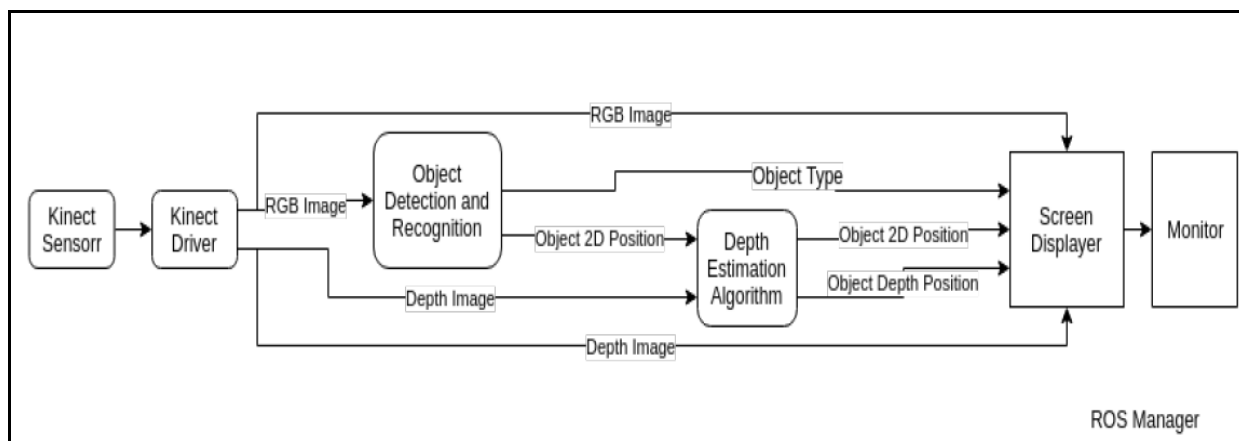 RGB Image
Object
Detection and
Recognition
Object Type
Kinect
Sensorr
Kinect
Driver
RGB Image
Object 2D Position
Depth
Estimation
Algorithm
Object 2D Position
Object Depth Position
Screen
Displayer
Monitor
Depth Image
Depth Image
ROS Manager